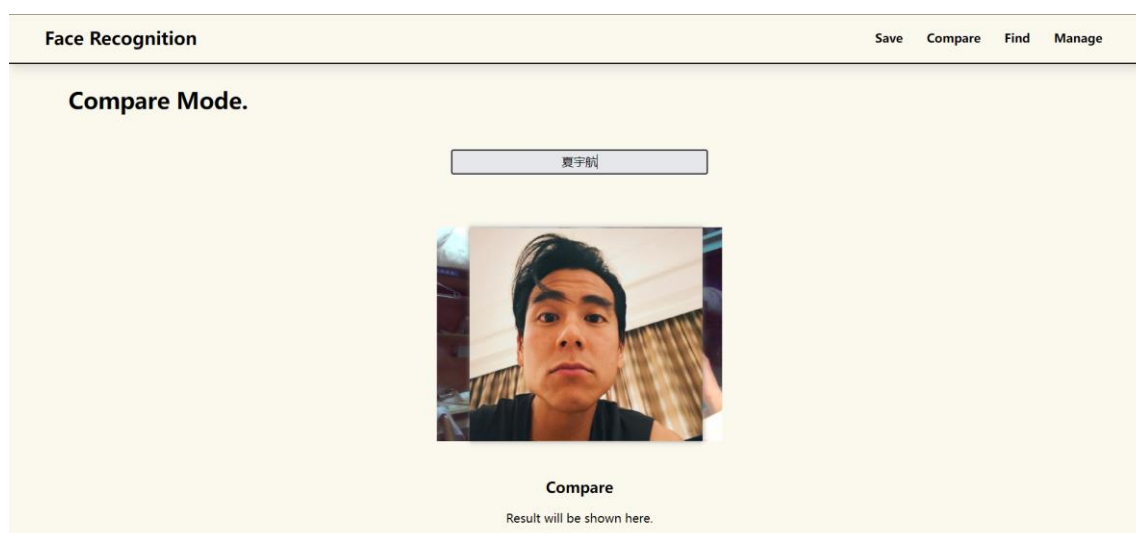 Face Recognition
Save Compare Find Manage
Compare Mode.
夏宇航
Compare
Result will be shown here.